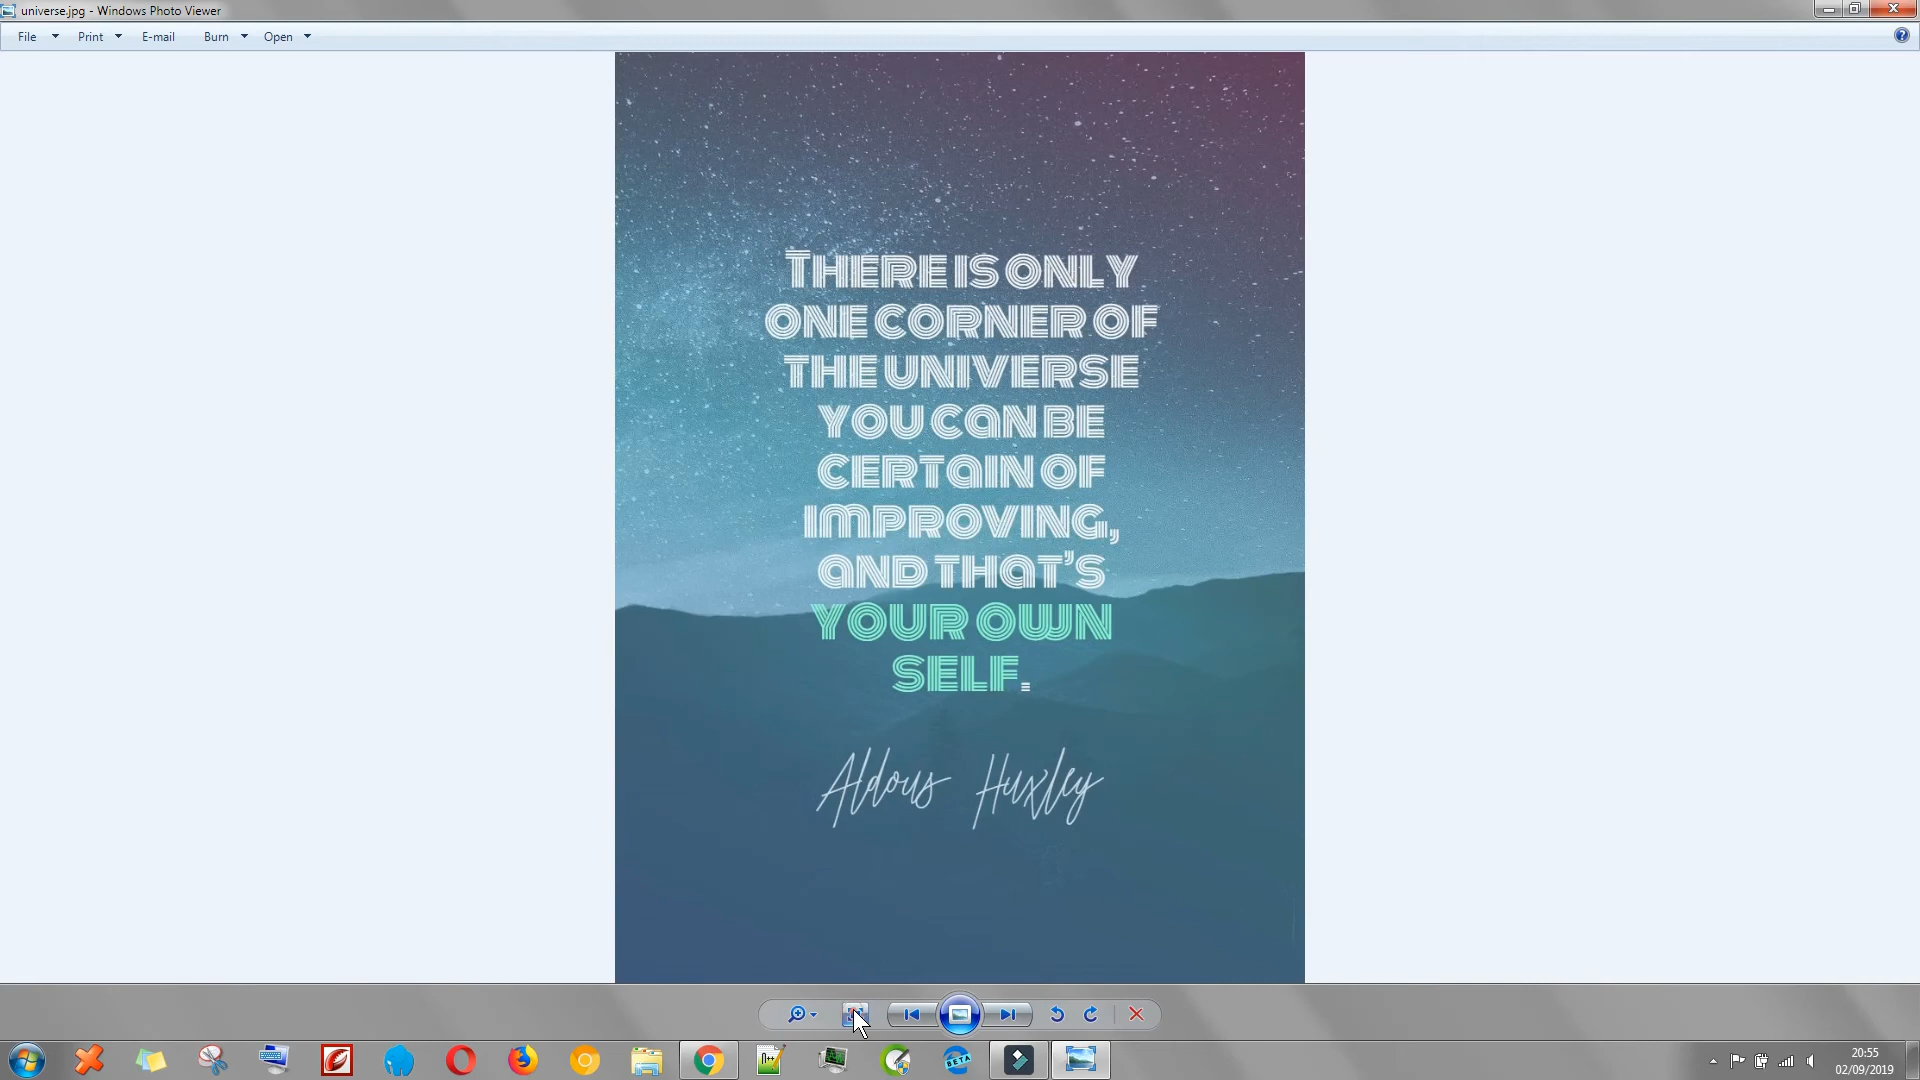 universe.jpg - Windows Photo Viewer
File Print E-mail Burn Open
There is only
one corner of
the universe
you can be
certain of
improving,
and that’s
your own
self.
Aldous Huxley
BETA
20:55
02/09/2019